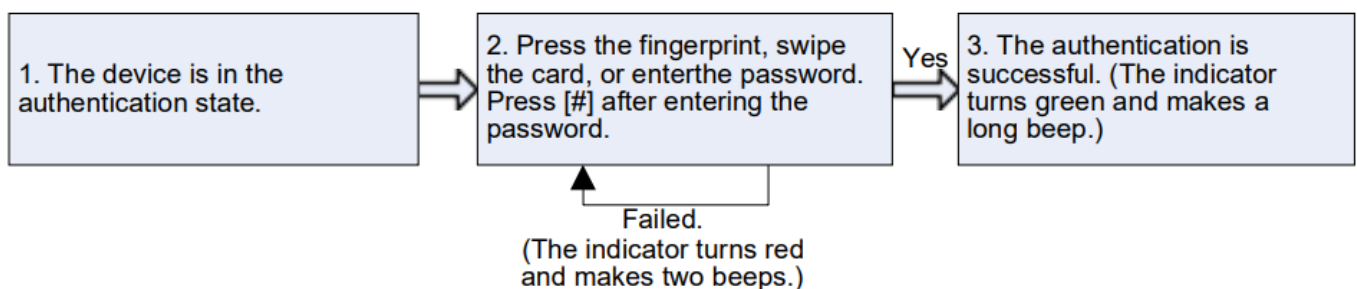 1. The device is in the
authentication state.
2. Press the fingerprint, swipe
the card, or enterthe password.
Press [#] after entering the
password.
Yes
3. The authentication is
successful. (The indicator
turns green and makes a
long beep.)
Failed.
(The indicator turns red
and makes two beeps.)